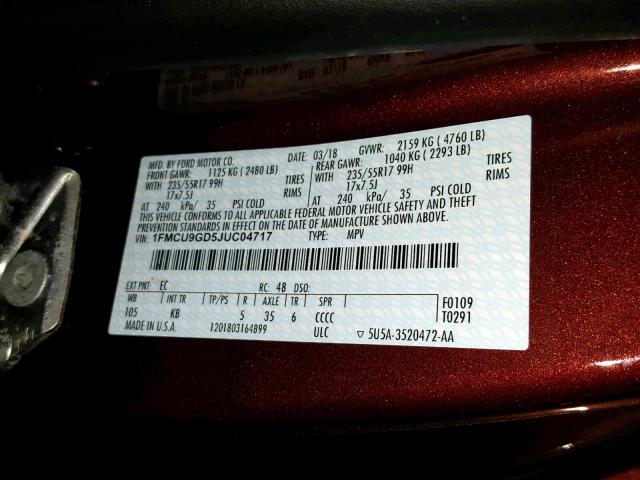 MFD. BY FORD MOTOR CO.
DATE: 03/18 GVWR: 2159 KG ( 4760 LB)
FRONT GAWR: 1125 KG ( 2480 LB) REAR GAWR: 1040 KG ( 2293 LB)
WITH 235/55R17 99H TIRES WITH 235/55R17 99H TIRES
17x7.5J RIMS 17x7.5J RIMS
AT 240 kPa/ 35 PSI COLD AT 240 kPa/ 35 PSI COLD
THIS VEHICLE CONFORMS TO ALL APPLICABLE FEDERAL MOTOR VEHICLE SAFETY AND THEFT
PREVENTION STANDARDS IN EFFECT ON THE DATE OF MANUFACTURE SHOWN ABOVE.
VIN: 1FMCU9GD5JUC04717 TYPE: MPV
EXT PNT: EC RC: 48 DSO:
WB INT TR TP/PS R AXLE TR SPR F0109
105 KB 5 35 6 CCCC T0291
MADE IN U.S.A. 1201803164899 ULC 5U5A-3520472-AA